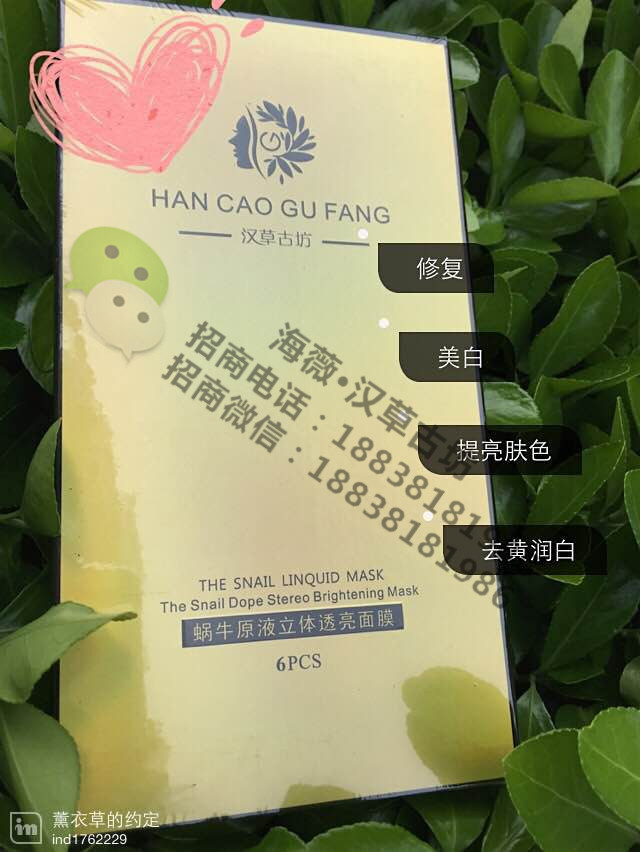 HAN CAO GU FANG
汉草古坊
修复
美白
海薇•汉草古坊
招商电话：18838181986
招商微信：18838181986
提亮肤色
去黄润白
THE SNAIL LINQUID MASK
The Snail Dope Stereo Brightening Mask
蜗牛原液立体透亮面膜
6PCS
in
薰衣草的约定
ind1762229